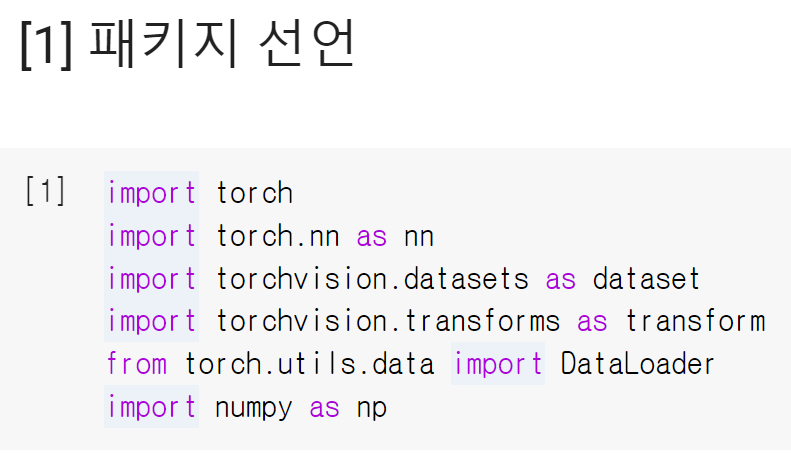 [1] 패키지 선언
[1] import torch
import torch.nn as nn
import torchvision.datasets as dataset
import torchvision.transforms as transform
from torch.utils.data import DataLoader
import numpy as np